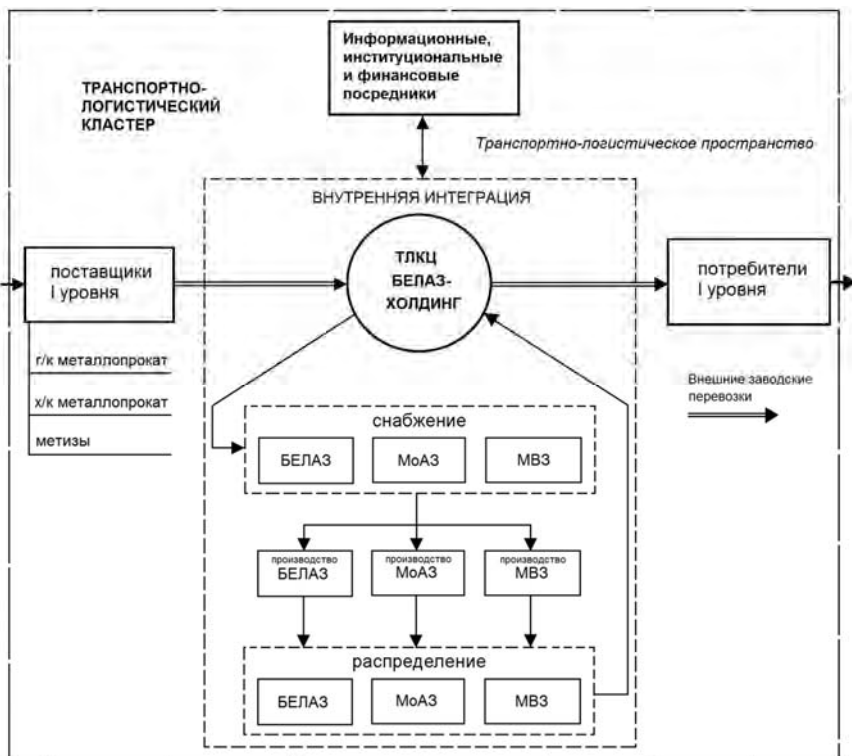 Информационные,
институциональные
и финансовые
посредники
ТРАНСПОРТНО-
ЛОГИСТИЧЕСКИЙ
КЛАСТЕР
Транспортно-логистическое пространство
ВНУТРЕННЯЯ ИНТЕГРАЦИЯ
поставщики
I уровня
ТЛКЦ
БЕЛАЗ-
ХОЛДИНГ
потребители
I уровня
г/к металлопрокат
х/к металлопрокат
метизы
Внешние заводские
перевозки
снабжение
БЕЛАЗ
МоАЗ
МВЗ
производство
БЕЛАЗ
производство
МоАЗ
производство
МВЗ
распределение
БЕЛАЗ
МоАЗ
МВЗ